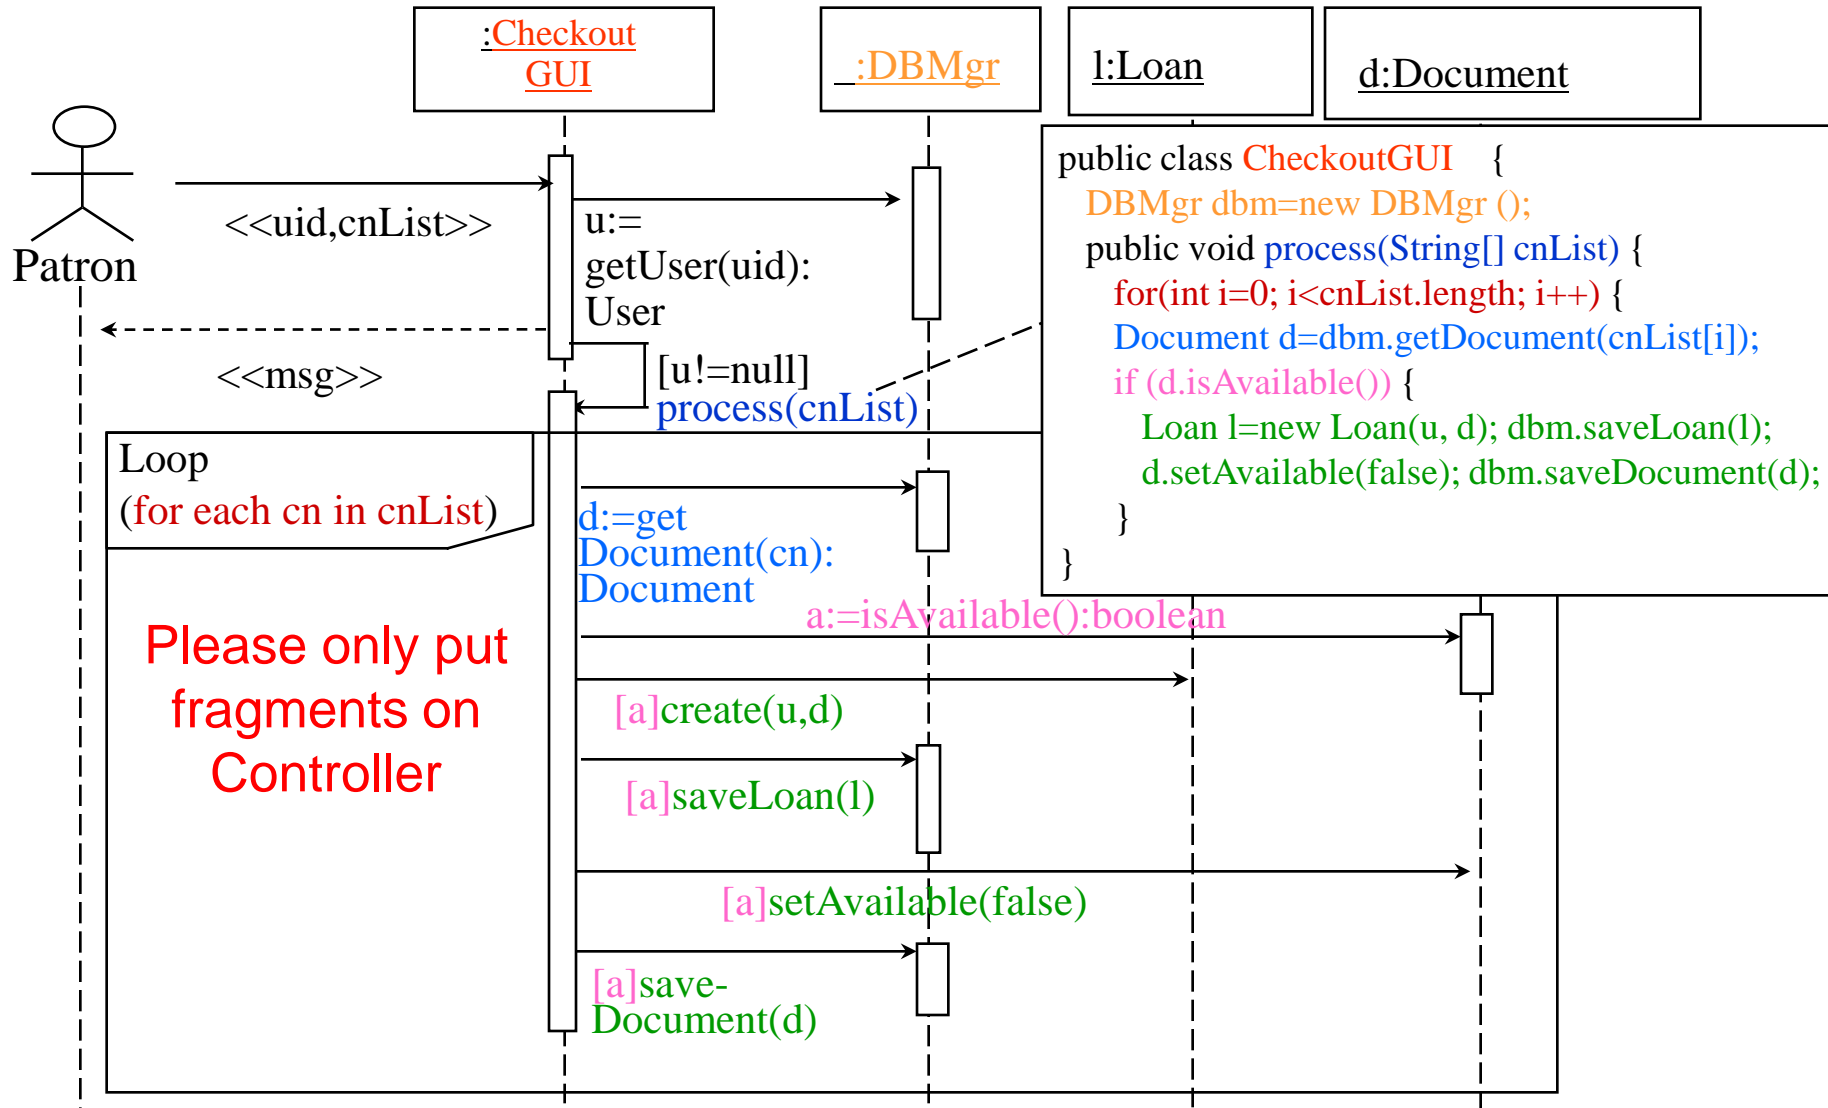 :Checkout
GUI
:DBMgr
l:Loan
d:Document
Patron
<<uid,cnList>>
u:=
getUser(uid):
User
<<msg>>
[u!=null]
process(cnList)
public class CheckoutGUI {
DBMgr dbm=new DBMgr ();
public void process(String[] cnList) {
for(int i=0; i<cnList.length; i++) {
Document d=dbm.getDocument(cnList[i]);
if (d.isAvailable()) {
Loan l=new Loan(u, d); dbm.saveLoan(l);
d.setAvailable(false); dbm.saveDocument(d);
}
}
Loop
(for each cn in cnList)
d:=get
Document(cn):
Document
a:=isAvailable():boolean
Please only put
fragments on
Controller
[a]create(u,d)
[a]saveLoan(l)
[a]setAvailable(false)
[a]save-
Document(d)